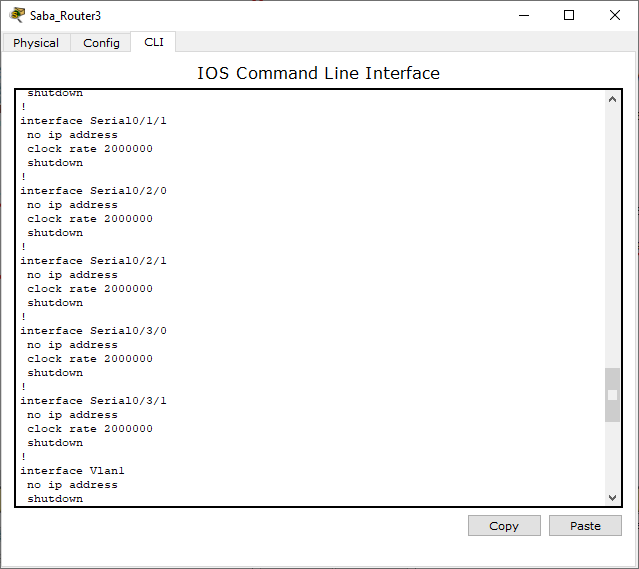 Saba_Router3
Physical Config CLI
IOS Command Line Interface
shutdown
!
interface Serial0/1/1
no ip address
clock rate 2000000
shutdown
!
interface Serial0/2/0
no ip address
clock rate 2000000
shutdown
!
interface Serial0/2/1
no ip address
clock rate 2000000
shutdown
!
interface Serial0/3/0
no ip address
clock rate 2000000
shutdown
!
interface Serial0/3/1
no ip address
clock rate 2000000
shutdown
!
interface Vlan1
no ip address
shutdown
Copy Paste